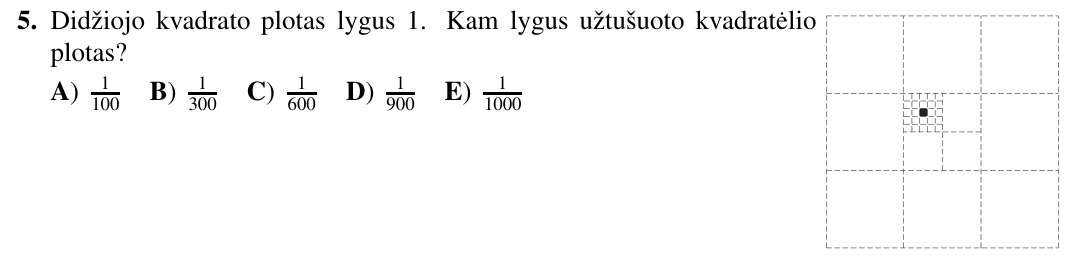 5. Didžiojo kvadrato plotas lygus 1. Kam lygus užtušuoto kvadratėlio
plotas?
A) 1/100 B) 1/300 C) 1/600 D) 1/900 E) 1/1000